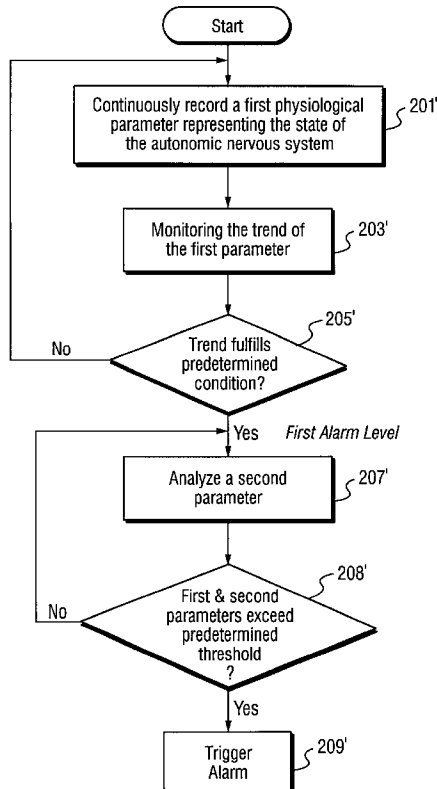 Start
Continuously record a first physiological
parameter representing the state of
the autonomic nervous system
201'
Monitoring the trend of
the first parameter
203'
205'
Trend fulfills
predetermined
condition?
No
Yes
First Alarm Level
Analyze a second
parameter
207'
208'
First & second
parameters exceed
predetermined
threshold
?
No
Yes
Trigger
Alarm
209'